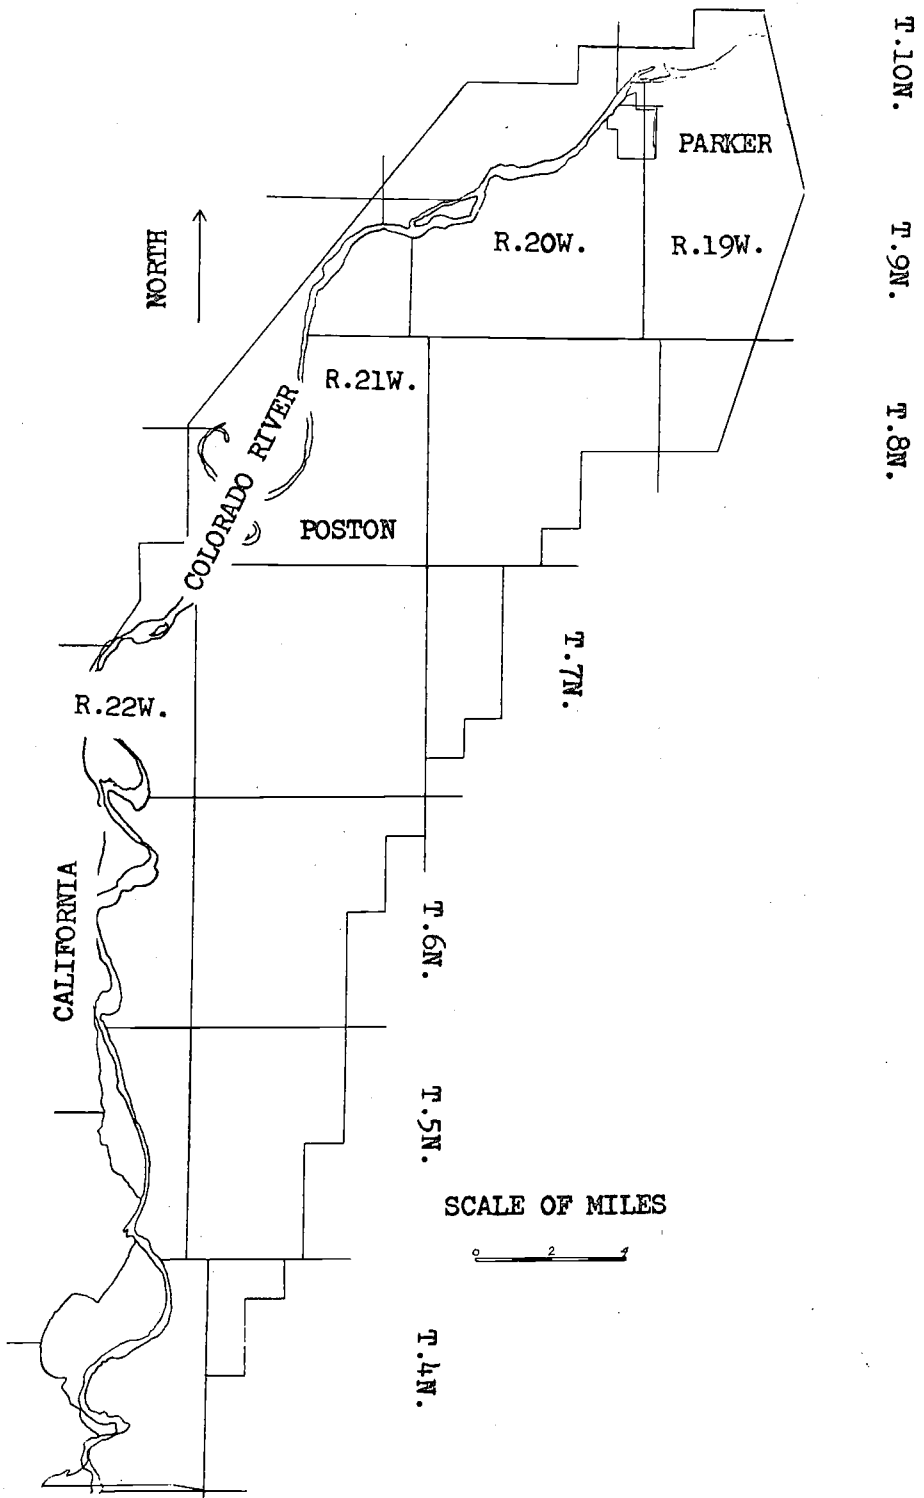 T.10N.
PARKER
NORTH
R.20W.
R.19W.
T.9N.
R.21W.
T.8N.
COLORADO RIVER
POSTON
T.7N.
R.22W.
CALIFORNIA
T.6N.
T.5N.
SCALE OF MILES
0 2 4
T.4N.